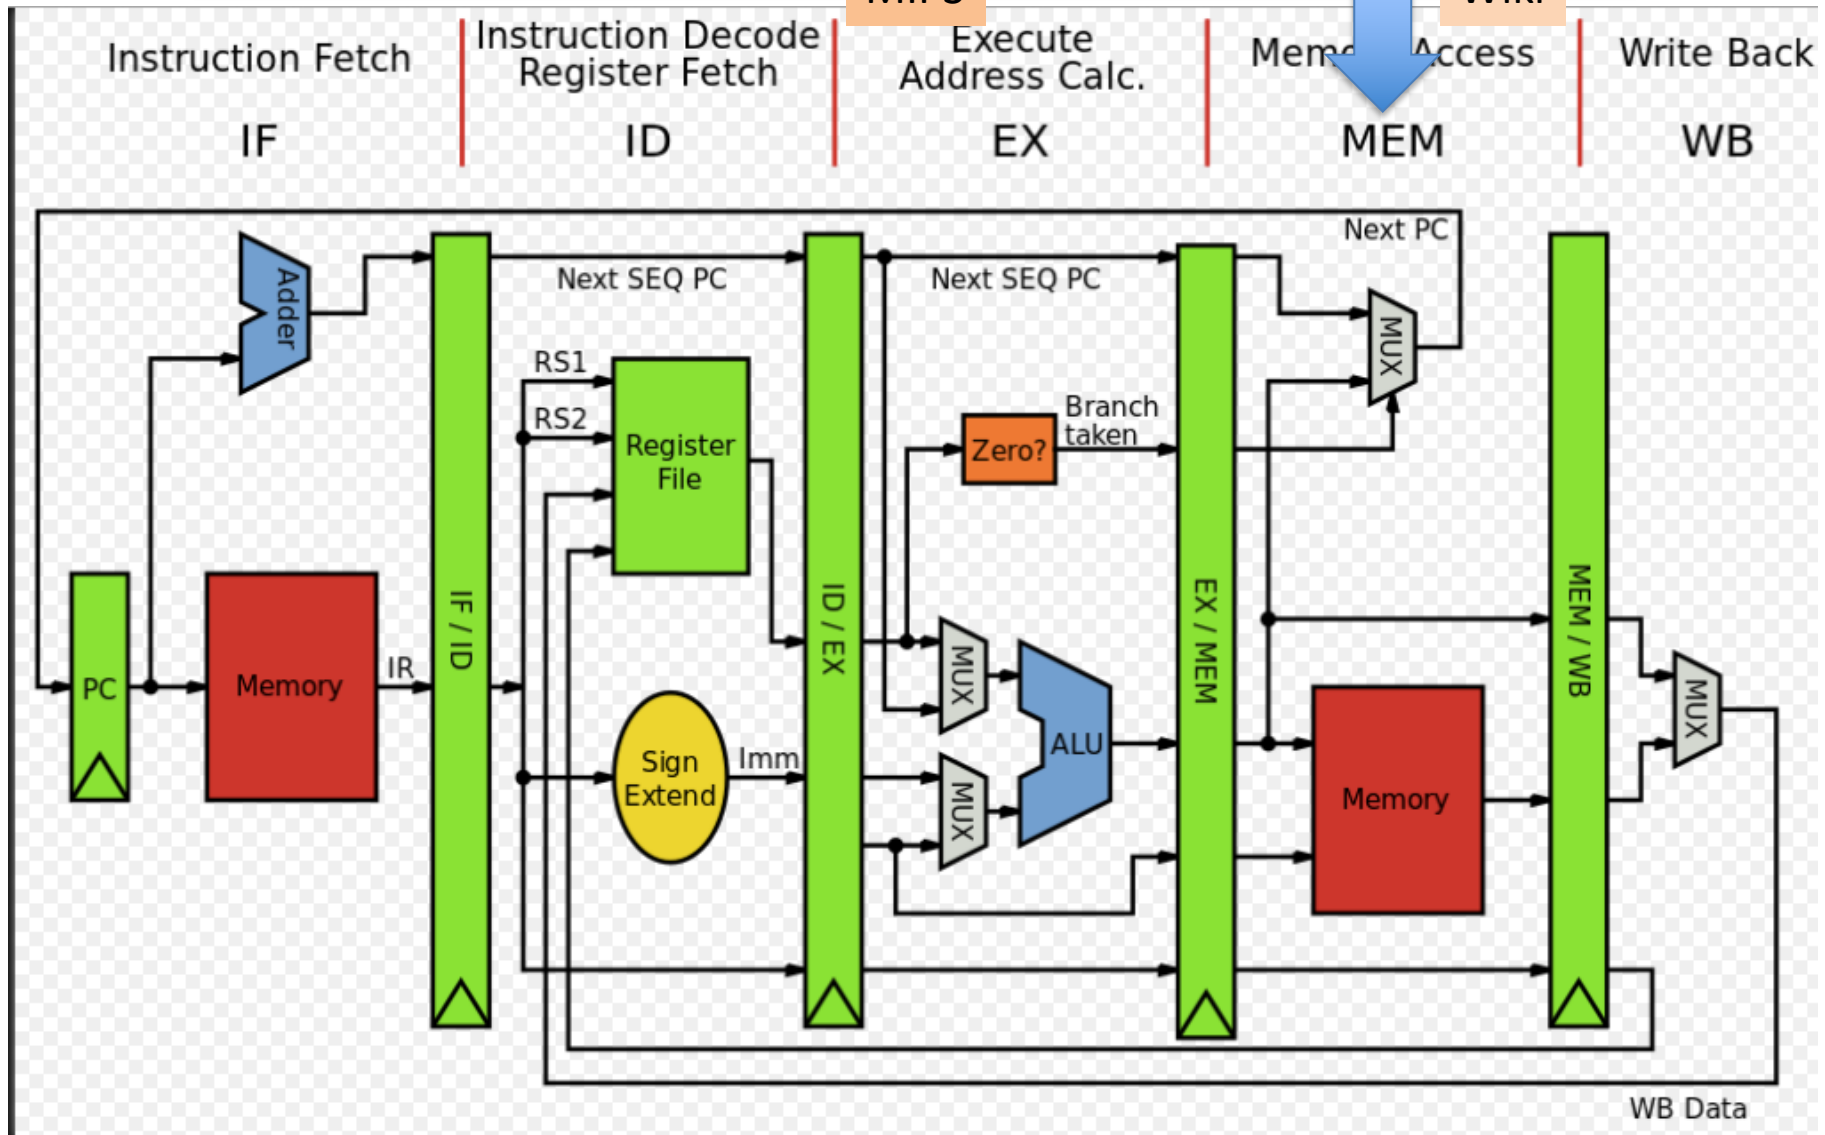 Instruction Fetch
Instruction Decode
Register Fetch
Execute
Address Calc.
Access
Write Back
IF
ID
EX
MEM
WB
Next PC
Adder
Next SEQ PC
Next SEQ PC
MUX
RS1
RS2
Register
File
Zero?
Branch
taken
IF / ID
ID / EX
EX / MEM
MEM / WB
PC
Memory
IR
Sign
Extend
Imm
MUX
MUX
ALU
Memory
MUX
WB Data